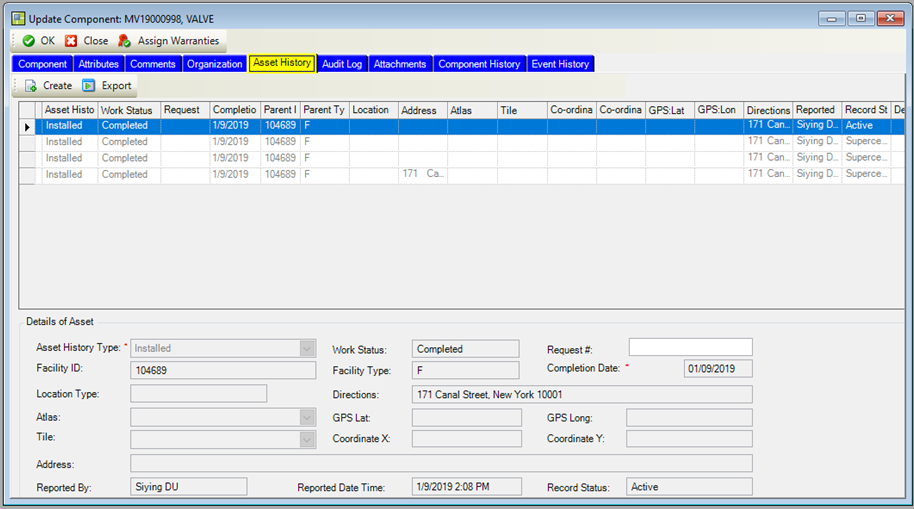 Update Component: MV19000998, VALVE
OK Close Assign Warranties
Component Attributes Comments Organization Asset History Audit Log Attachments Component History Event History
Create Export
Asset Histo Work Status Request Completio Parent I Parent Ty Location Address Atlas Tile Co-ordina Co-ordina GPS:Lat GPS:Lon Directions Reported Record St De
Installed Completed 1/9/2019 104689 F 171 Can... Siying D... Active
Installed Completed 1/9/2019 104689 F 171 Can... Siying D... Superce...
Installed Completed 1/9/2019 104689 F 171 Can... Siying D... Superce...
Installed Completed 1/9/2019 104689 F 171 Ca... 171 Can... Siying D... Superce...
Details of Asset
Asset History Type: * Installed Work Status: Completed Request #:
Facility ID: 104689 Facility Type: F Completion Date: * 01/09/2019
Location Type: Directions: 171 Canal Street, New York 10001
Atlas: GPS Lat: GPS Long:
Tile: Coordinate X: Coordinate Y:
Address:
Reported By: Siying DU Reported Date Time: 1/9/2019 2:08 PM Record Status: Active